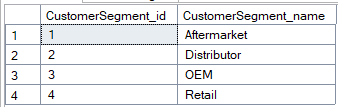 CustomerSegment_id CustomerSegment_name
1 1 Aftermarket
2 2 Distributor
3 3 OEM
4 4 Retail